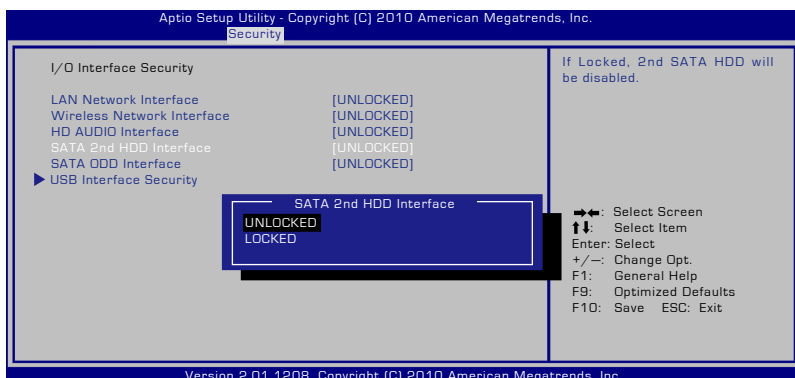 Aptio Setup Utility - Copyright (C) 2010 American Megatrends, Inc.
Security
I/O Interface Security
LAN Network Interface [UNLOCKED]
Wireless Network Interface [UNLOCKED]
HD AUDIO Interface [UNLOCKED]
SATA 2nd HDD Interface [UNLOCKED]
SATA ODD Interface [UNLOCKED]
USB Interface Security
SATA 2nd HDD Interface
UNLOCKED
LOCKED
If Locked, 2nd SATA HDD will
be disabled.
→←: Select Screen
↑↓: Select Item
Enter: Select
+/—: Change Opt.
F1: General Help
F9: Optimized Defaults
F10: Save ESC: Exit
Version 2.01.1208. Copyright (C) 2010 American Megatrends, Inc.